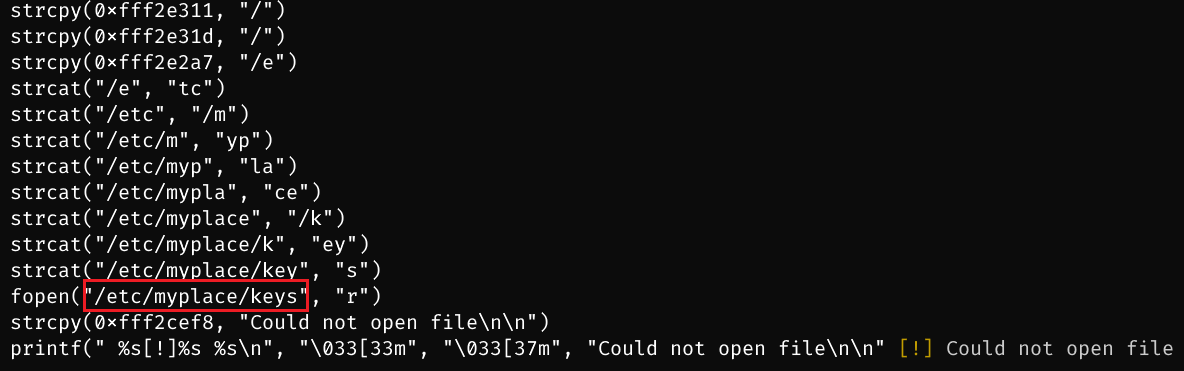 strcpy(0×fff2e311, "/")
strcpy(0×fff2e31d, "/")
strcpy(0×fff2e2a7, "/e")
strcat("/e", "tc")
strcat("/etc", "/m")
strcat("/etc/m", "yp")
strcat("/etc/myp", "la")
strcat("/etc/mypla", "ce")
strcat("/etc/myplace", "/k")
strcat("/etc/myplace/k", "ey")
strcat("/etc/myplace/key", "s")
fopen("/etc/myplace/keys", "r")
strcpy(0×fff2cef8, "Could not open file\n\n")
printf(" %s[!]%s %s\n", "\033[33m", "\033[37m", "Could not open file\n\n" [!] Could not open file